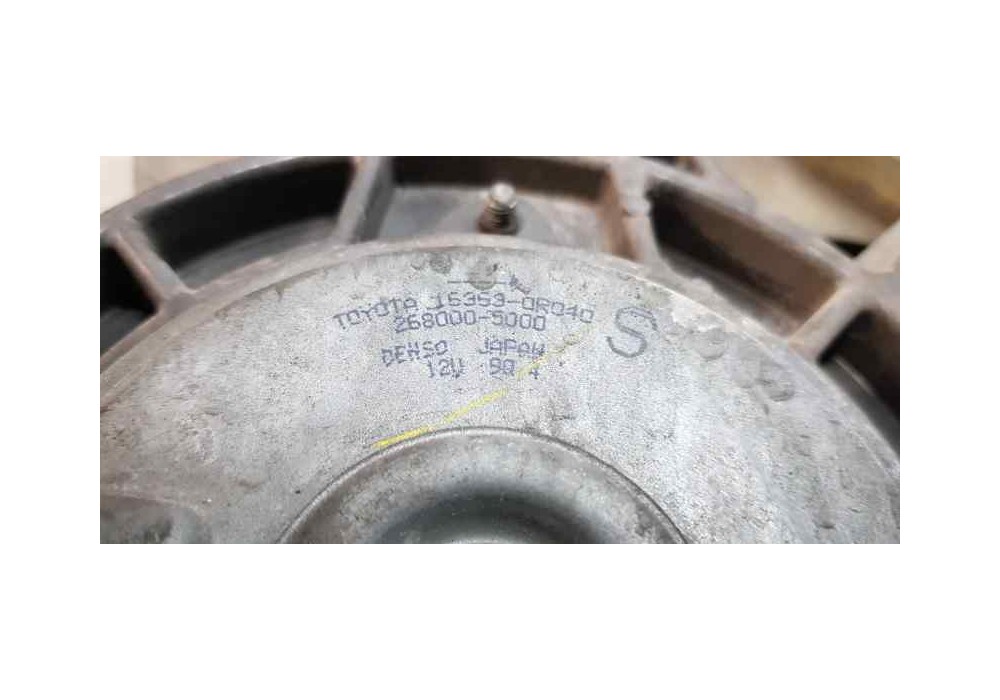 TOYOTA 16363-0R040
268000-5000
DENSO JAPAN
12V
S